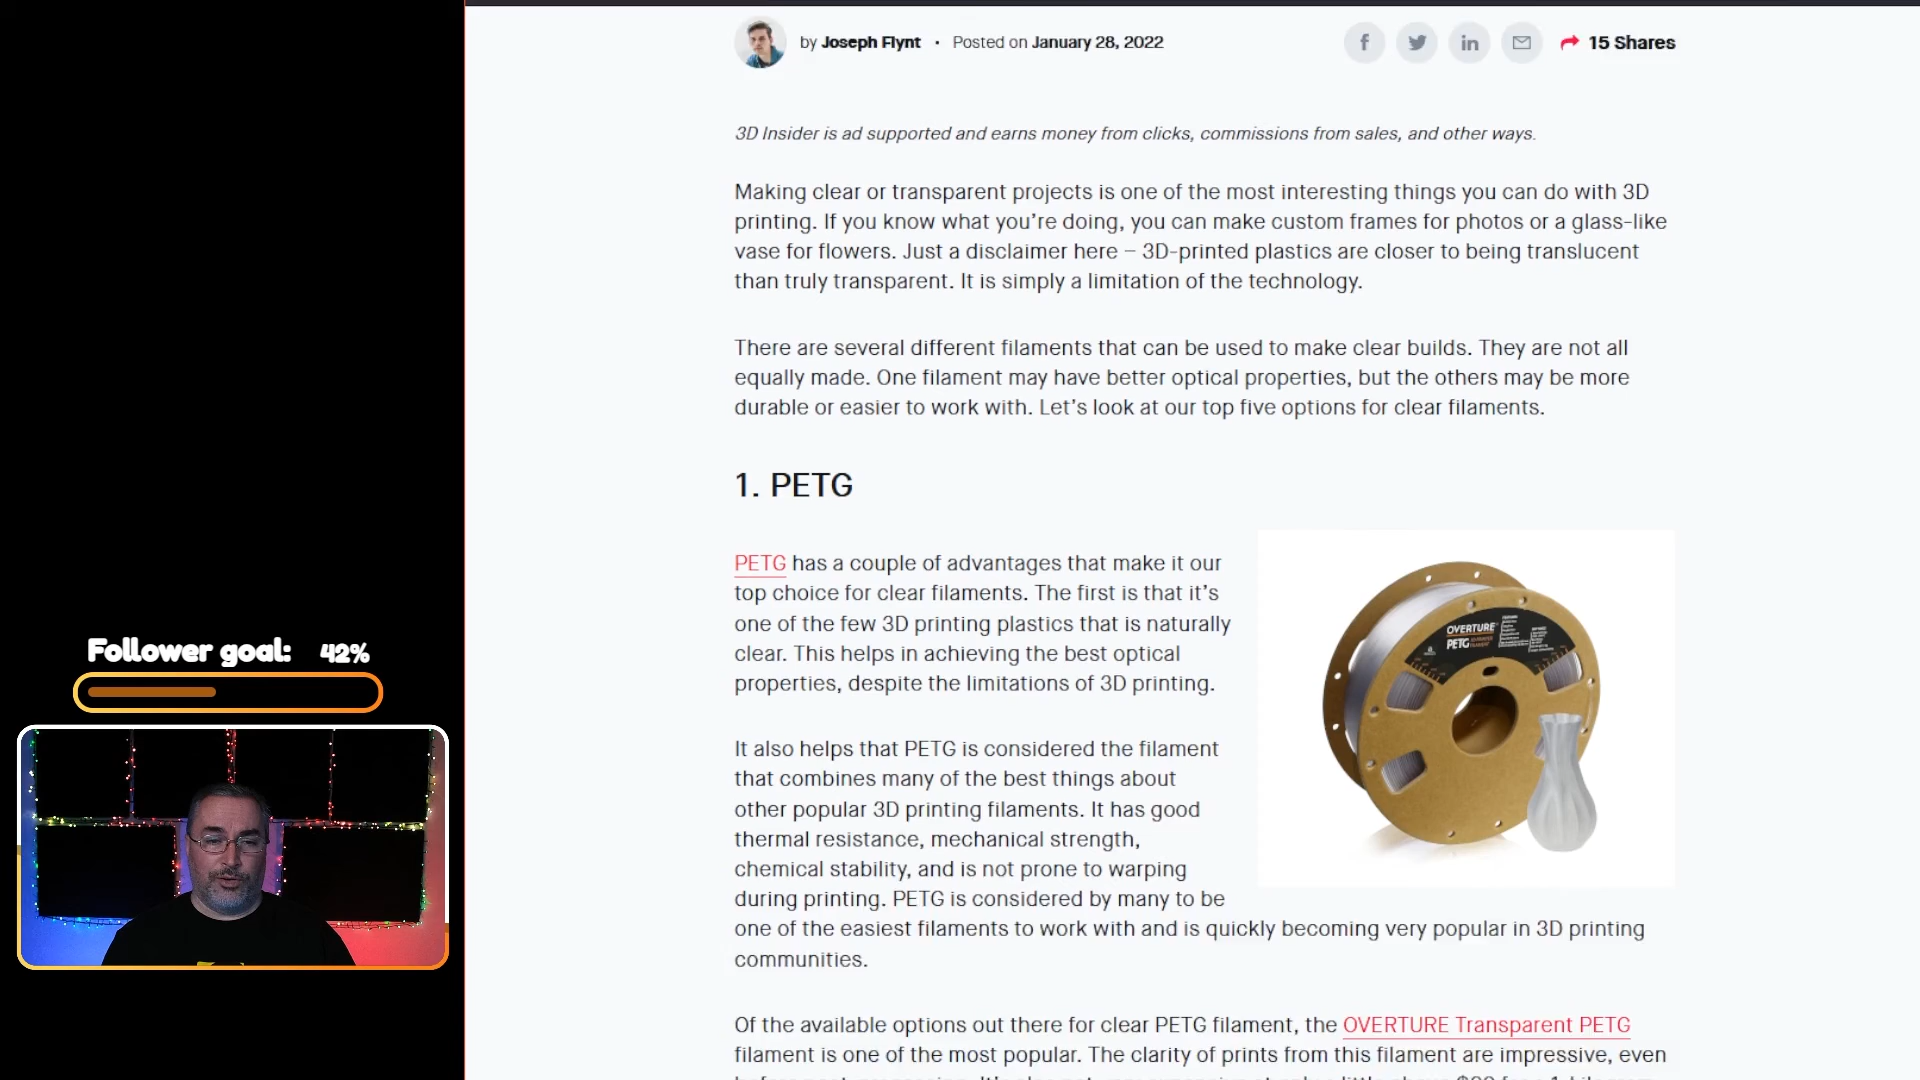 by Joseph Flynt · Posted on January 28, 2022
15 Shares
3D Insider is ad supported and earns money from clicks, commissions from sales, and other ways.
Making clear or transparent projects is one of the most interesting things you can do with 3D
printing. If you know what you’re doing, you can make custom frames for photos or a glass-like
vase for flowers. Just a disclaimer here – 3D-printed plastics are closer to being translucent
than truly transparent. It is simply a limitation of the technology.
There are several different filaments that can be used to make clear builds. They are not all
equally made. One filament may have better optical properties, but the others may be more
durable or easier to work with. Let’s look at our top five options for clear filaments.
1. PETG
PETG has a couple of advantages that make it our
top choice for clear filaments. The first is that it’s
one of the few 3D printing plastics that is naturally
clear. This helps in achieving the best optical
properties, despite the limitations of 3D printing.
OVERTURE
PETG
It also helps that PETG is considered the filament
that combines many of the best things about
other popular 3D printing filaments. It has good
thermal resistance, mechanical strength,
chemical stability, and is not prone to warping
during printing. PETG is considered by many to be
one of the easiest filaments to work with and is quickly becoming very popular in 3D printing
communities.
Of the available options out there for clear PETG filament, the OVERTURE Transparent PETG
filament is one of the most popular. The clarity of prints from this filament are impressive, even
Follower goal: 42%